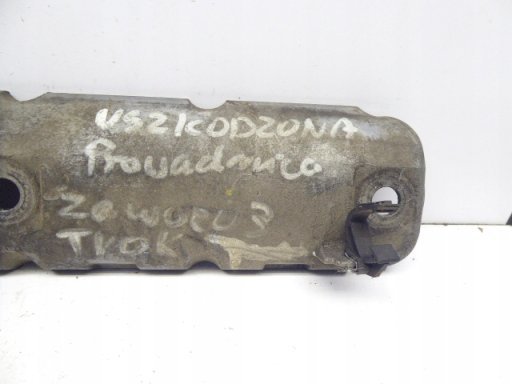 USZKODZONA
Prowadnica
ZaWORU 3
TŁOK